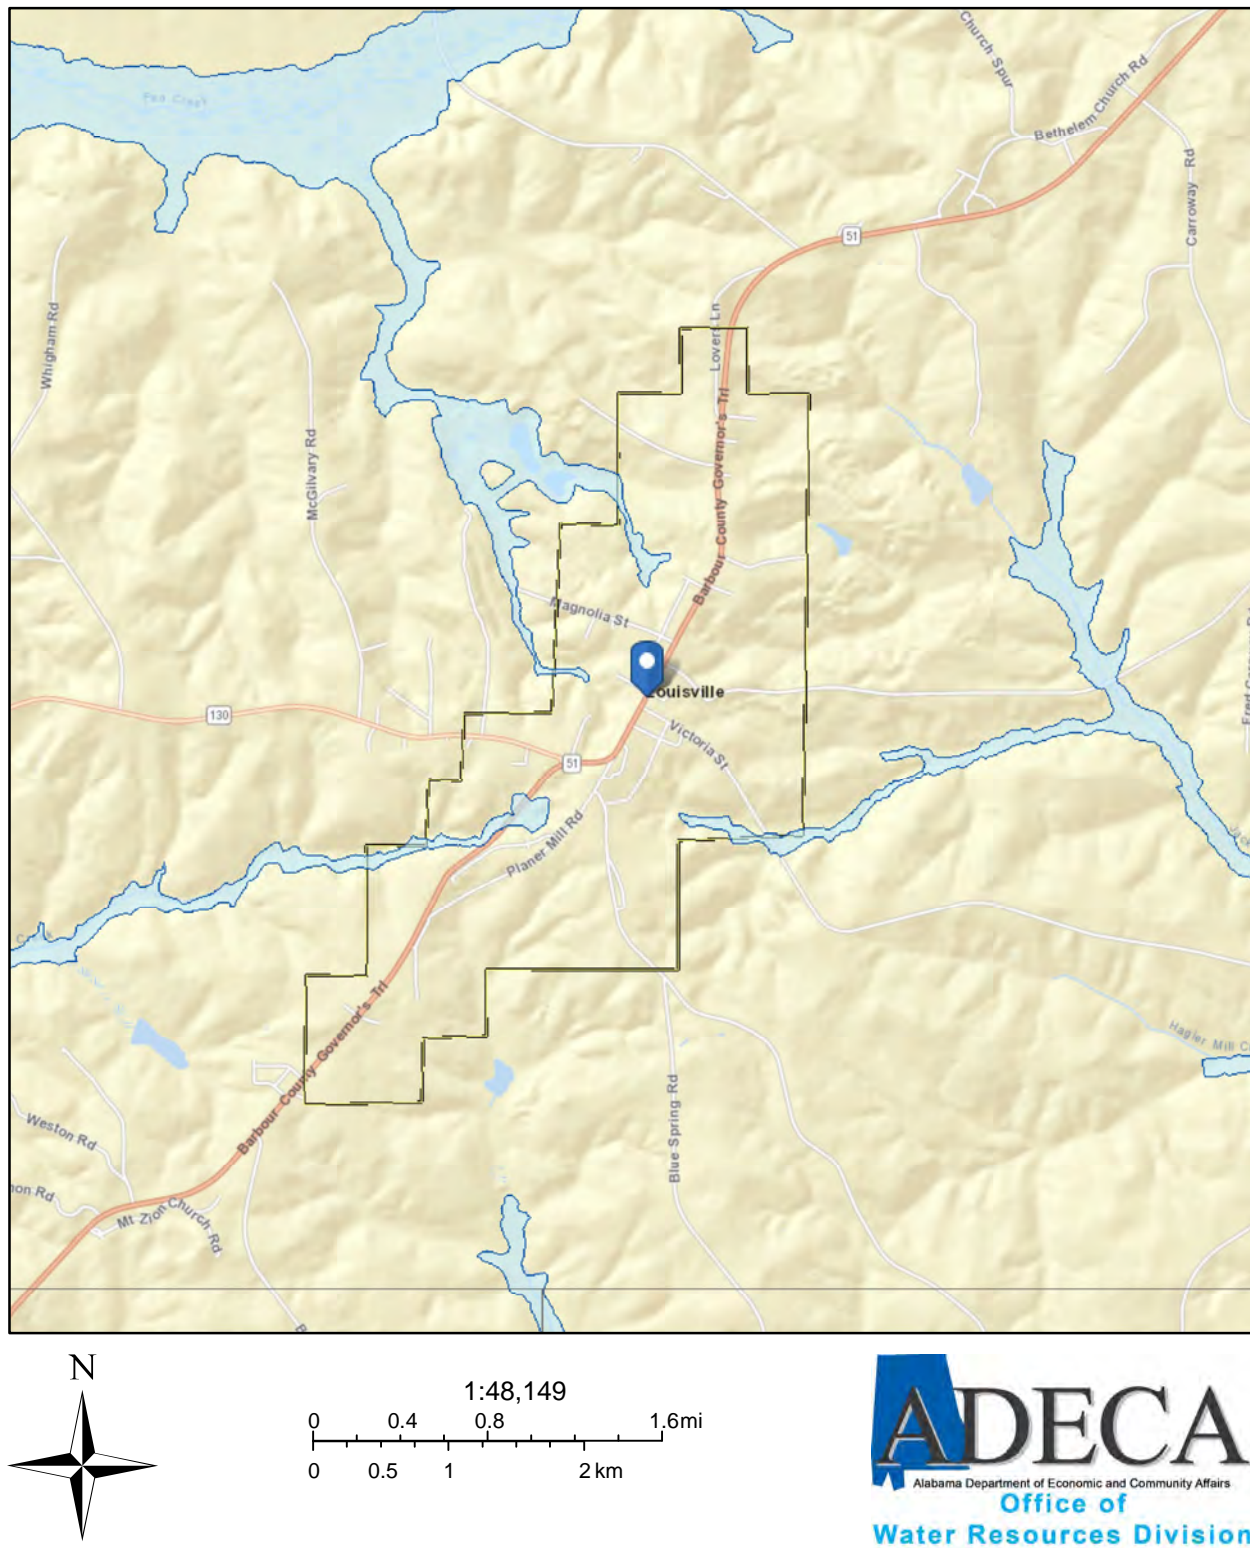 Church Spur
Bethelem Church Rd
Pea Creek
Carroway Rd
51
Whigham Rd
Lovers Ln
McGilvary Rd
Barbour County Governor's Trl
Magnolia St
Louisville
130
Victoria St
51
Planer Mill Rd
Creek
Barbour County Governor's Trl
Hagler Mill C
Blue Spring Rd
Weston Rd
non Rd
Mt Zion Church Rd
N
1:48,149
0 0.4 0.8 1.6mi
0 0.5 1 2 km
ADECA
Alabama Department of Economic and Community Affairs
Office of
Water Resources Division